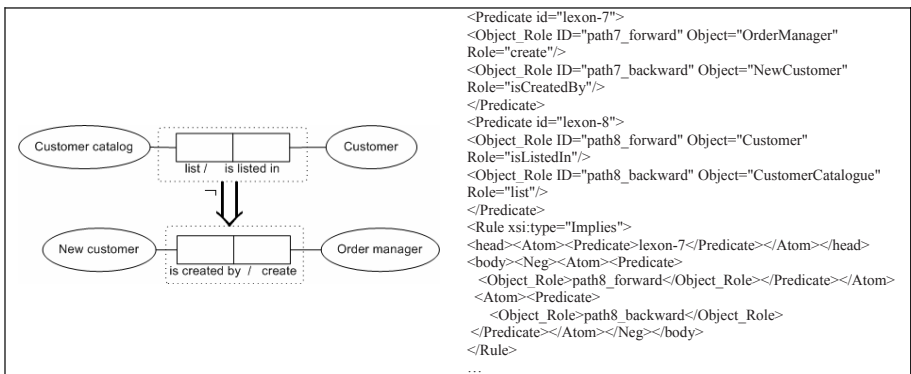 Customer catalog
Customer
list / is listed in
¬
New customer
Order manager
is created by / create
<Predicate id="lexon-7">
<Object_Role ID="path7_forward" Object="OrderManager"
Role="create"/>
<Object_Role ID="path7_backward" Object="NewCustomer"
Role="isCreatedBy"/>
</Predicate>
<Predicate id="lexon-8">
<Object_Role ID="path8_forward" Object="Customer"
Role="isListedIn"/>
<Object_Role ID="path8_backward" Object="CustomerCatalogue"
Role="list"/>
</Predicate>
<Rule xsi:type="Implies">
<head><Atom><Predicate>lexon-7</Predicate></Atom></head>
<body><Neg><Atom><Predicate>
<Object_Role>path8_forward</Object_Role></Predicate></Atom>
<Atom><Predicate>
<Object_Role>path8_backward</Object_Role>
</Predicate></Atom></Neg></body>
</Rule>
…